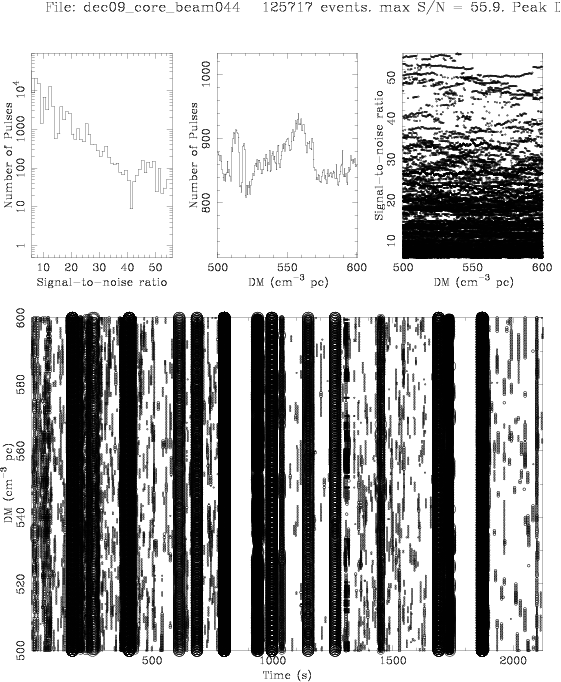 File: dec09_core_beam044 125717 events. max S/N = 55.9. Peak D
Number of Pulses
1 10 100 1000 10^4
10 20 30 40 50
Signal-to-noise ratio
Number of Pulses
800 900 1000
500 550 600
DM (cm^-3 pc)
Signal-to-noise ratio
10 20 30 40 50
500 550 600
DM (cm^-3 pc)
DM (cm^-3 pc)
500 520 540 560 580 600
500 1000 1500 2000
Time (s)